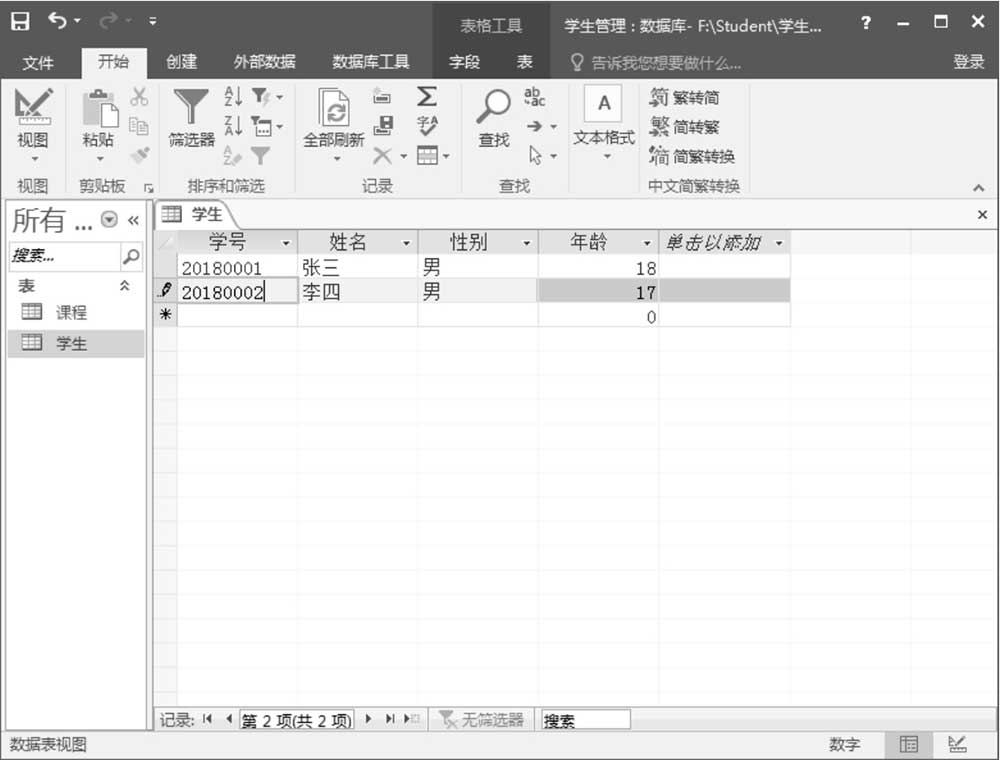 表格工具 学生管理：数据库- F:\Student\学生... ?
文件 开始 创建 外部数据 数据库工具 字段 表 告诉我您想要做什么... 登录
视图 粘贴 筛选器 全部刷新 查找 文本格式
繁转简
简转繁
简繁转换
视图 剪贴板 排序和筛选 记录 查找 中文简繁转换
所有 ... « 学生
搜索...
表
课程
学生
学号 姓名 性别 年龄 单击以添加
20180001 张三 男 18
20180002 李四 男 17
* 0
记录: 第 2 项(共 2 项) 无筛选器 搜索
数据表视图 数字